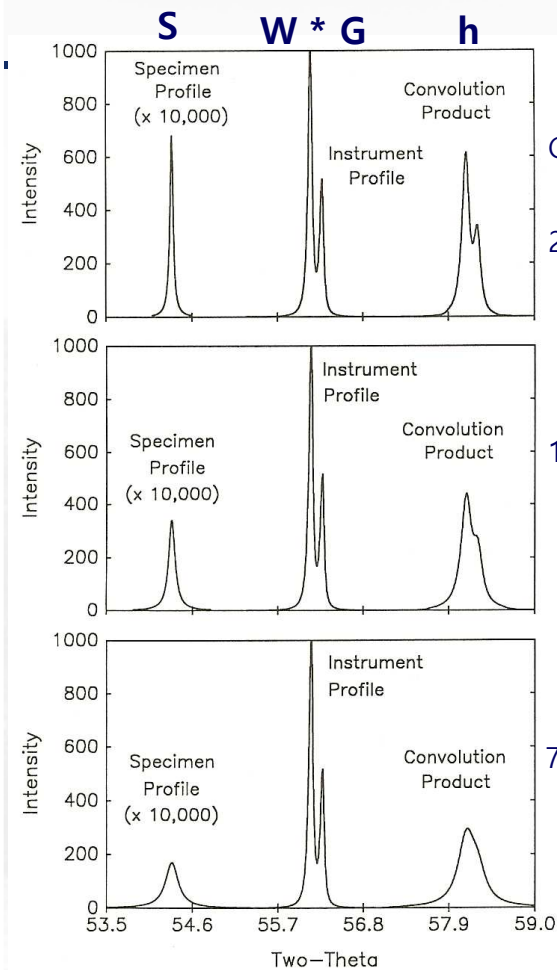 S
W * G
h
1000
800
600
400
200
0
Intensity
Specimen
Profile
(x 10,000)
Instrument
Profile
Convolution
Product
2
1000
800
600
400
200
0
Intensity
Specimen
Profile
(x 10,000)
Instrument
Profile
Convolution
Product
1
1000
800
600
400
200
0
Intensity
Specimen
Profile
(x 10,000)
Instrument
Profile
Convolution
Product
7
53.5 54.6 55.7 56.8 57.9 59.0
Two-Theta